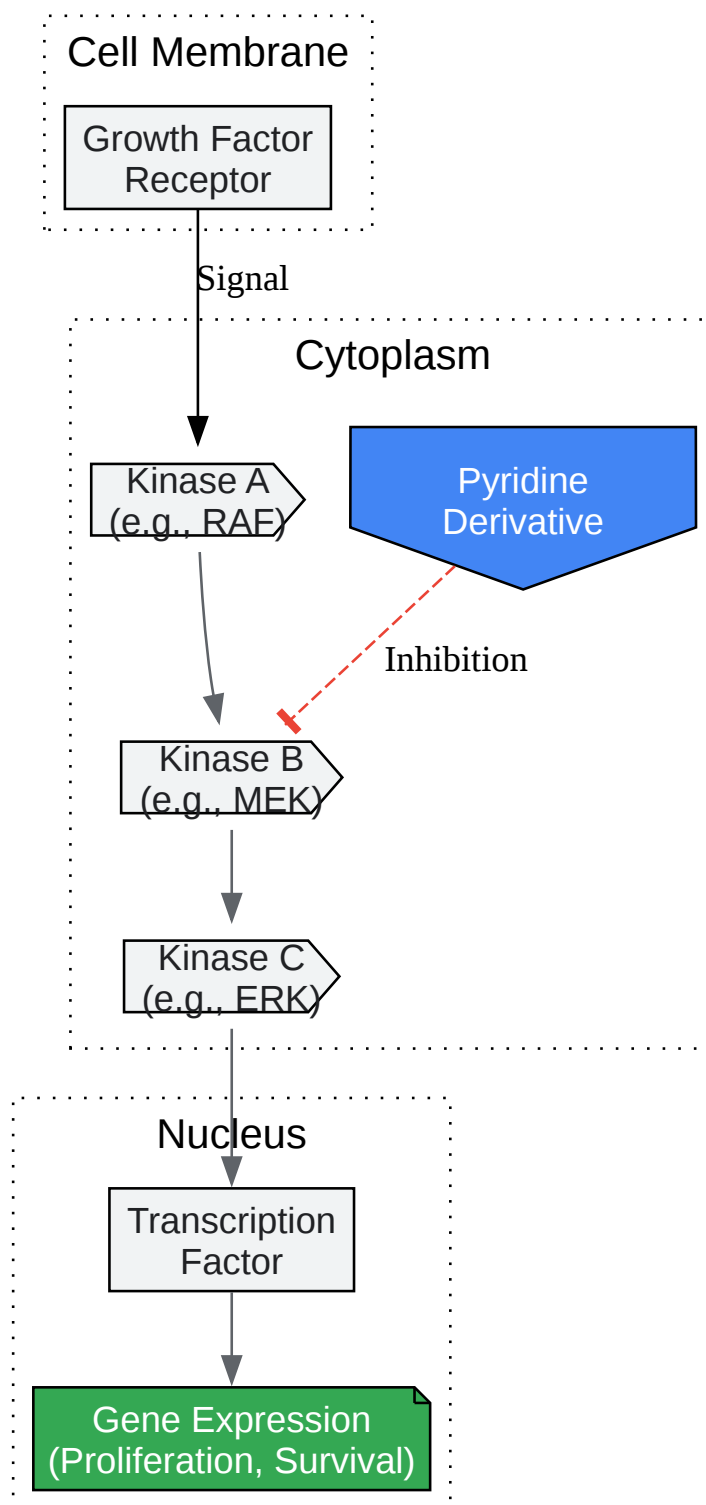 Cell Membrane
Growth Factor
Receptor
Signal
Cytoplasm
Kinase A
(e.g., RAF)
Pyridine
Derivative
Inhibition
Kinase B
(e.g., MEK)
Kinase C
(e.g., ERK)
Nucleus
Transcription
Factor
Gene Expression
(Proliferation, Survival)